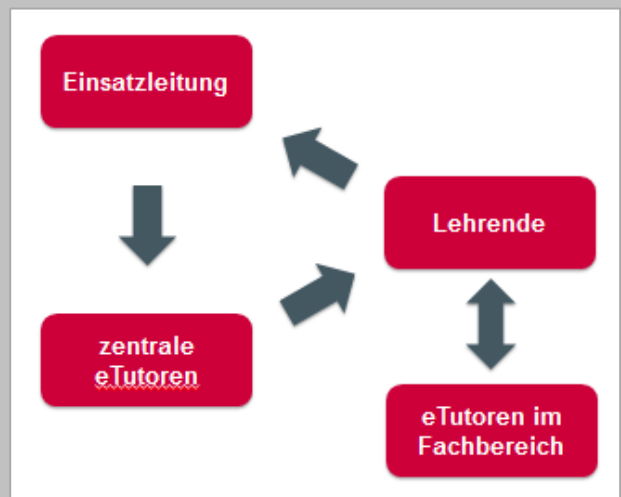 Einsatzleitung
Lehrende
zentrale
eTutoren
eTutoren im
Fachbereich